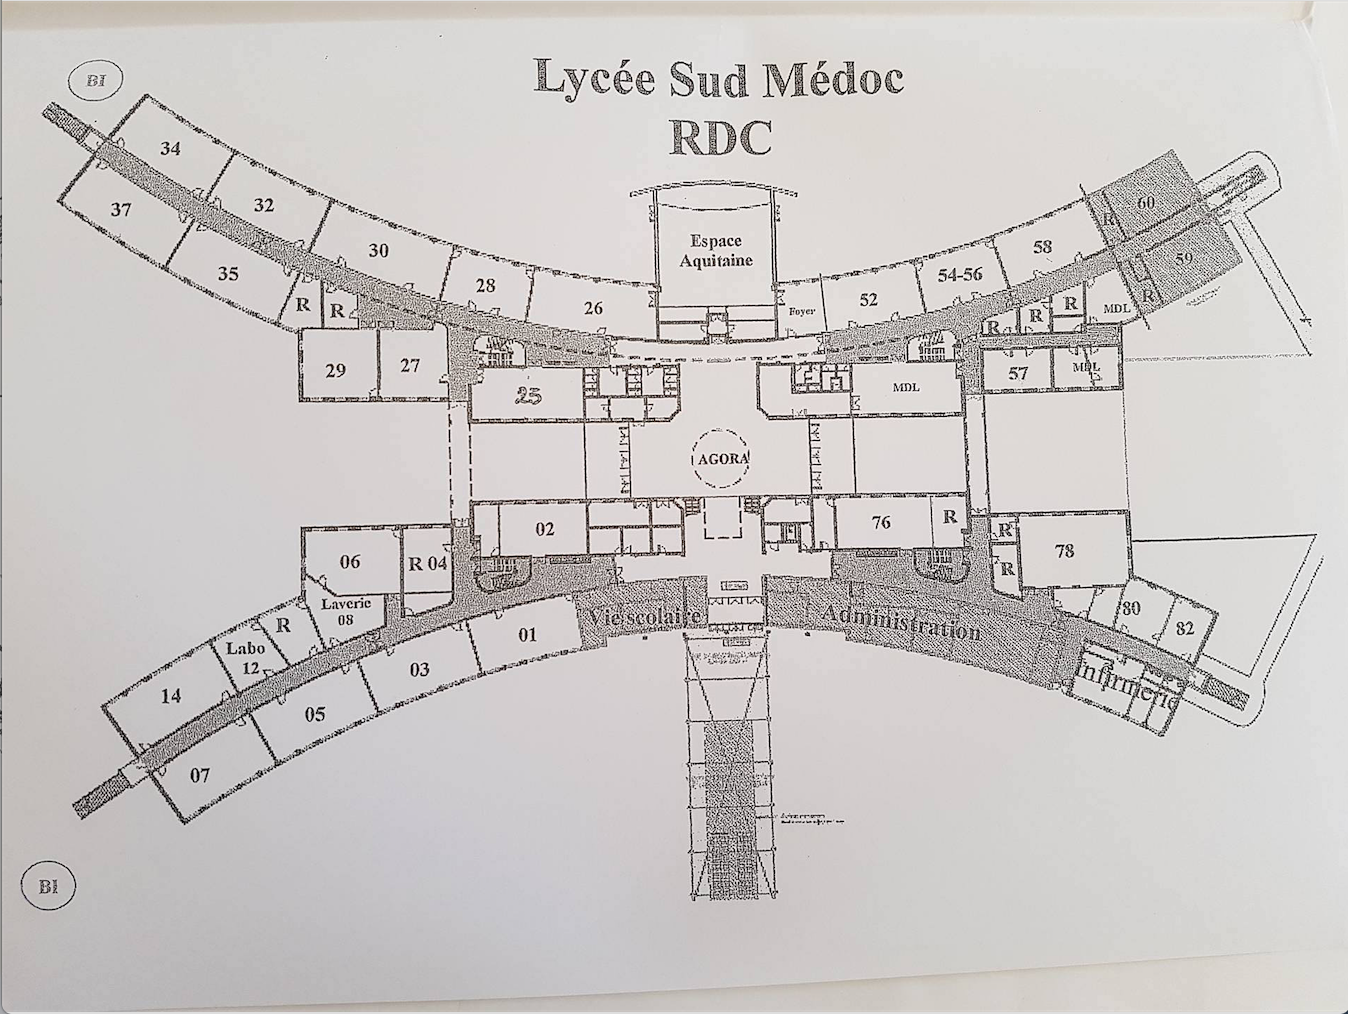 Lycée Sud Médoc
RDC
BI
34
37
32
35
30
R
R
28
26
29
27
25
Espace
Aquitaine
Foyer
52
54-56
58
R
60
59
R
MDL
R
R
R
57
MDL
MDL
AGORA
02
06
R 04
Laverie
08
R
Labo
12
14
01
03
05
07
BI
76
R
R
R
78
80
82
Vie scolaire
Administration
Infirmerie